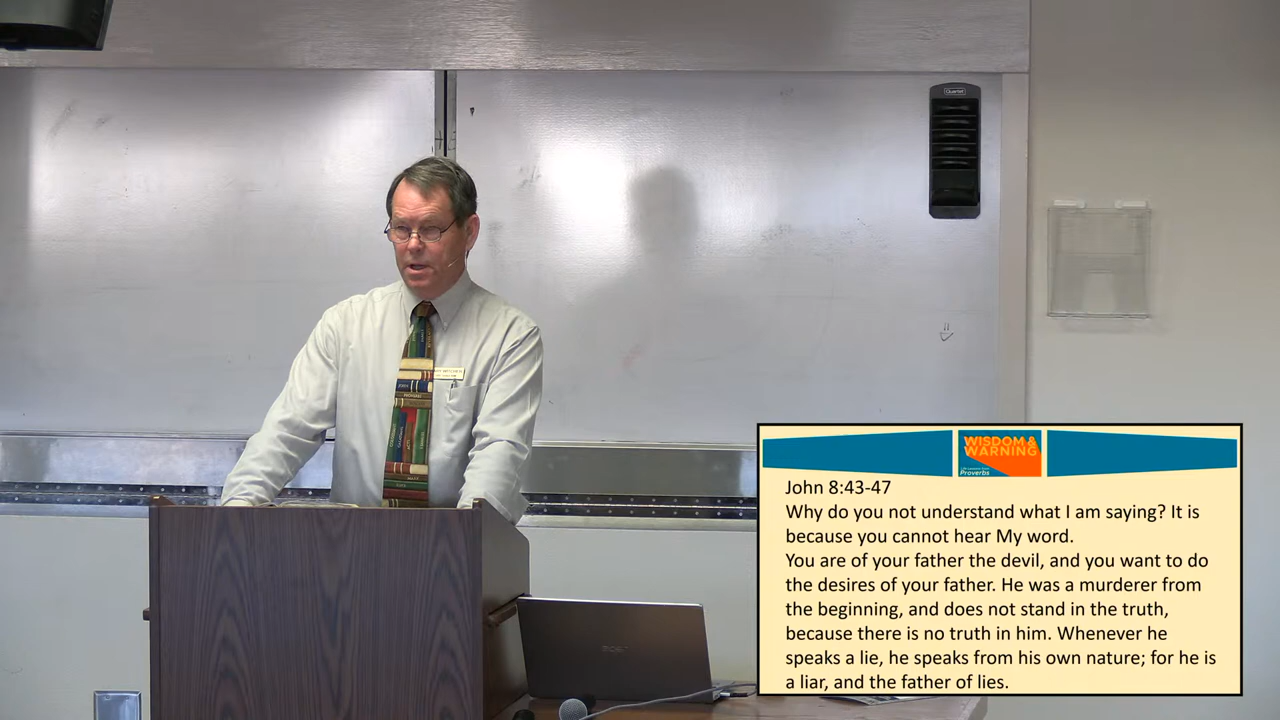 Quartet
WISDOM &
WARNING
Proverbs
John 8:43-47
Why do you not understand what I am saying? It is
because you cannot hear My word.
You are of your father the devil, and you want to do
the desires of your father. He was a murderer from
the beginning, and does not stand in the truth,
because there is no truth in him. Whenever he
speaks a lie, he speaks from his own nature; for he is
a liar, and the father of lies.